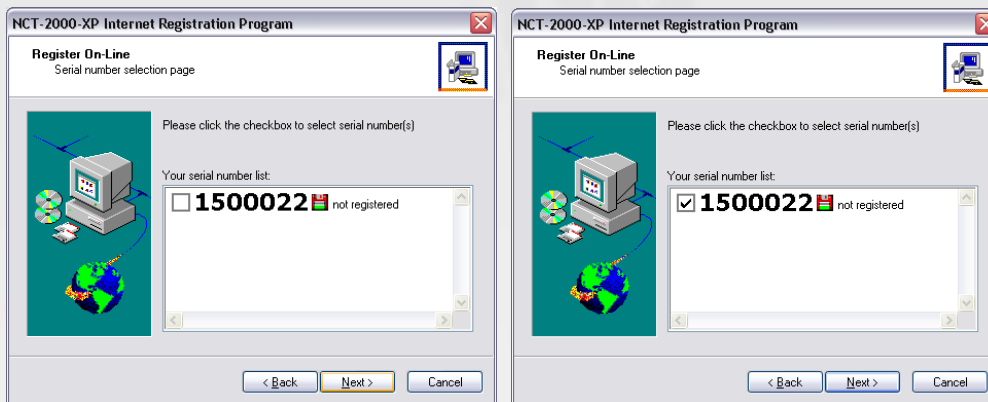 NCT-2000-XP Internet Registration Program
Register On-Line
Serial number selection page
Please click the checkbox to select serial number(s)
Your serial number list:
1500022 not registered
< Back Next > Cancel
NCT-2000-XP Internet Registration Program
Register On-Line
Serial number selection page
Please click the checkbox to select serial number(s)
Your serial number list:
1500022 not registered
< Back Next > Cancel